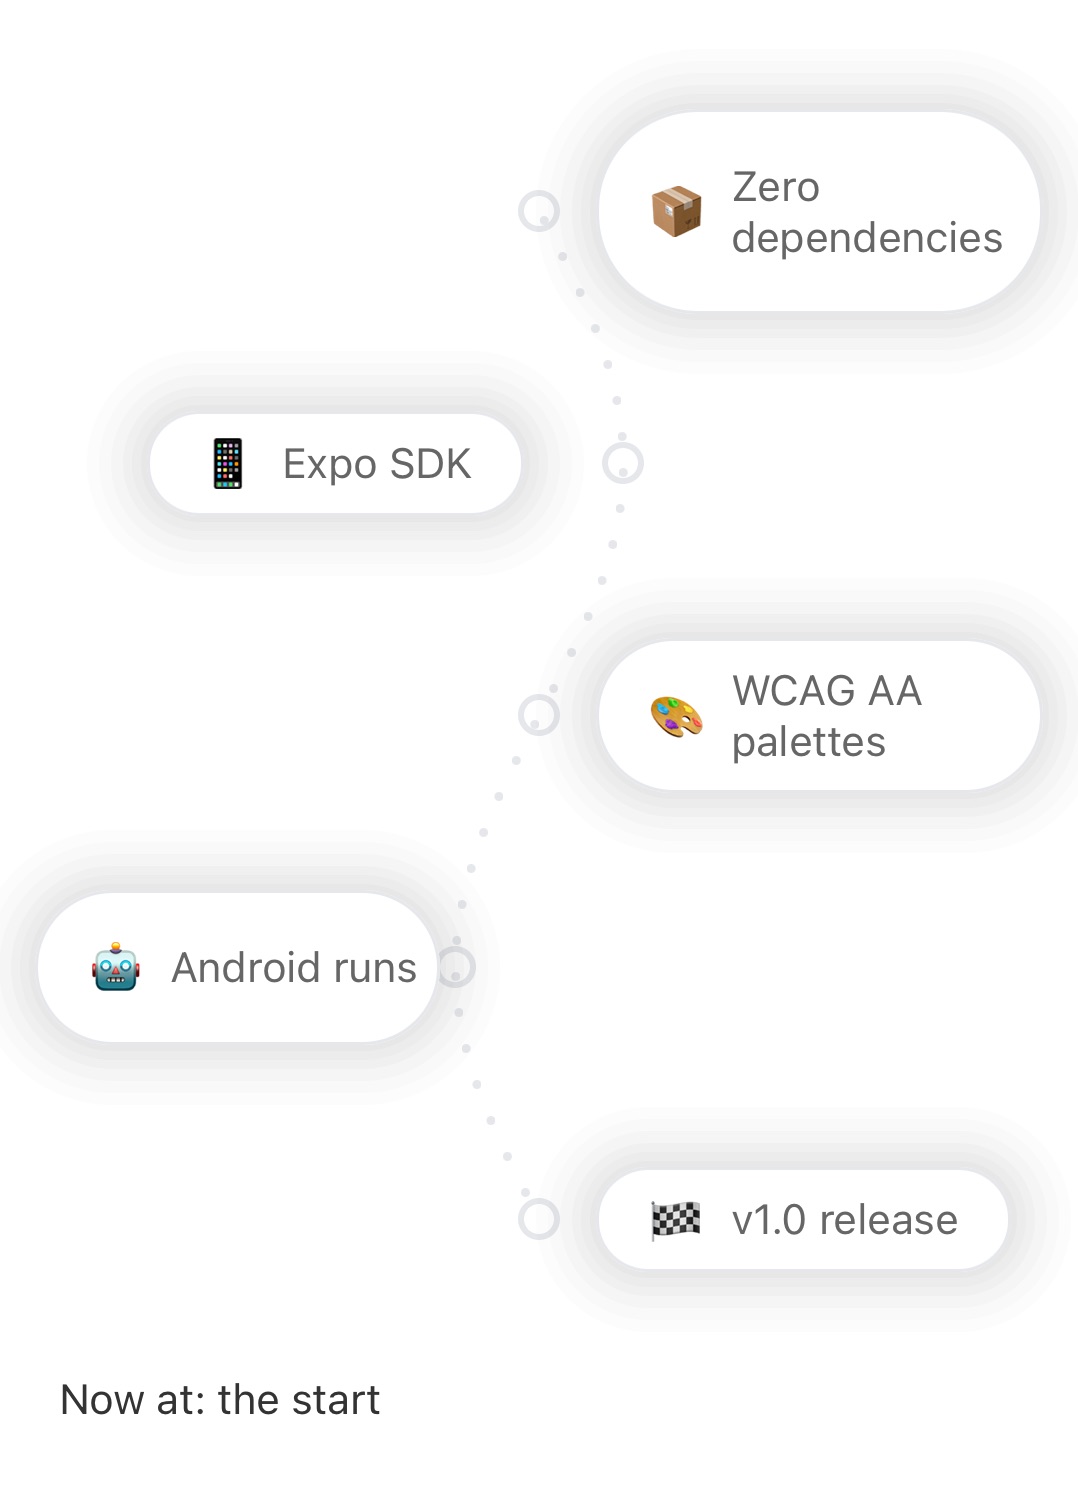 Zero
dependencies
Expo SDK
WCAG AA
palettes
Android runs
v1.0 release
Now at: the start